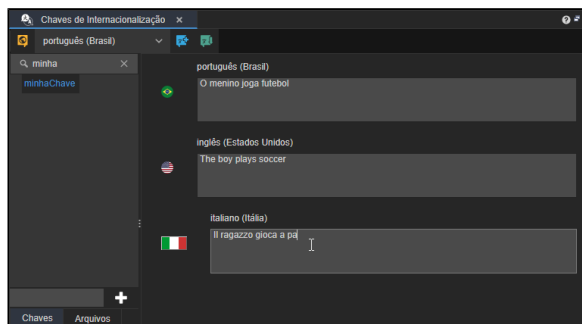 Chaves de Internacionalização ×
português (Brasil)
minha
minhaChave
português (Brasil)
O menino joga futebol
inglês (Estados Unidos)
The boy plays soccer
italiano (Itália)
Il ragazzo gioca a pa
Chaves Arquivos